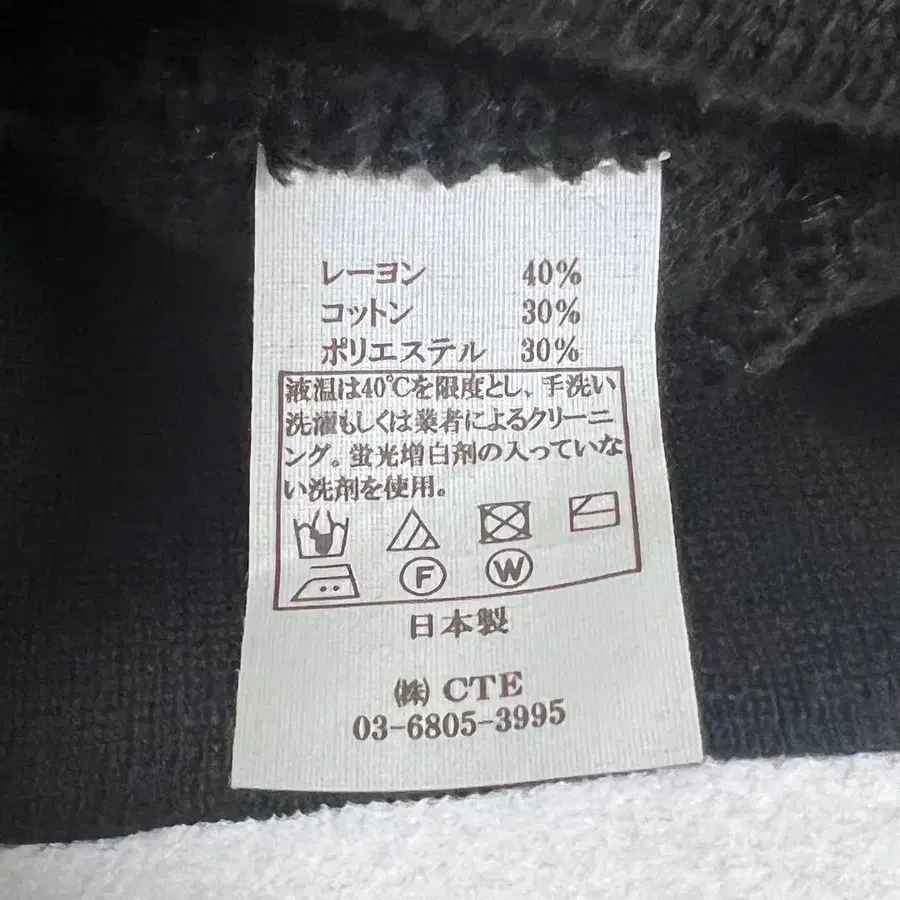 レーヨン 40%
コットン 30%
ポリエステル 30%
液温は40℃を限度とし、手洗い
洗濯もしくは業者によるクリーニ
ング。蛍光増白剤の入っていな
い洗剤を使用。
F W
日本製
㈱ CTE
03-6805-3995